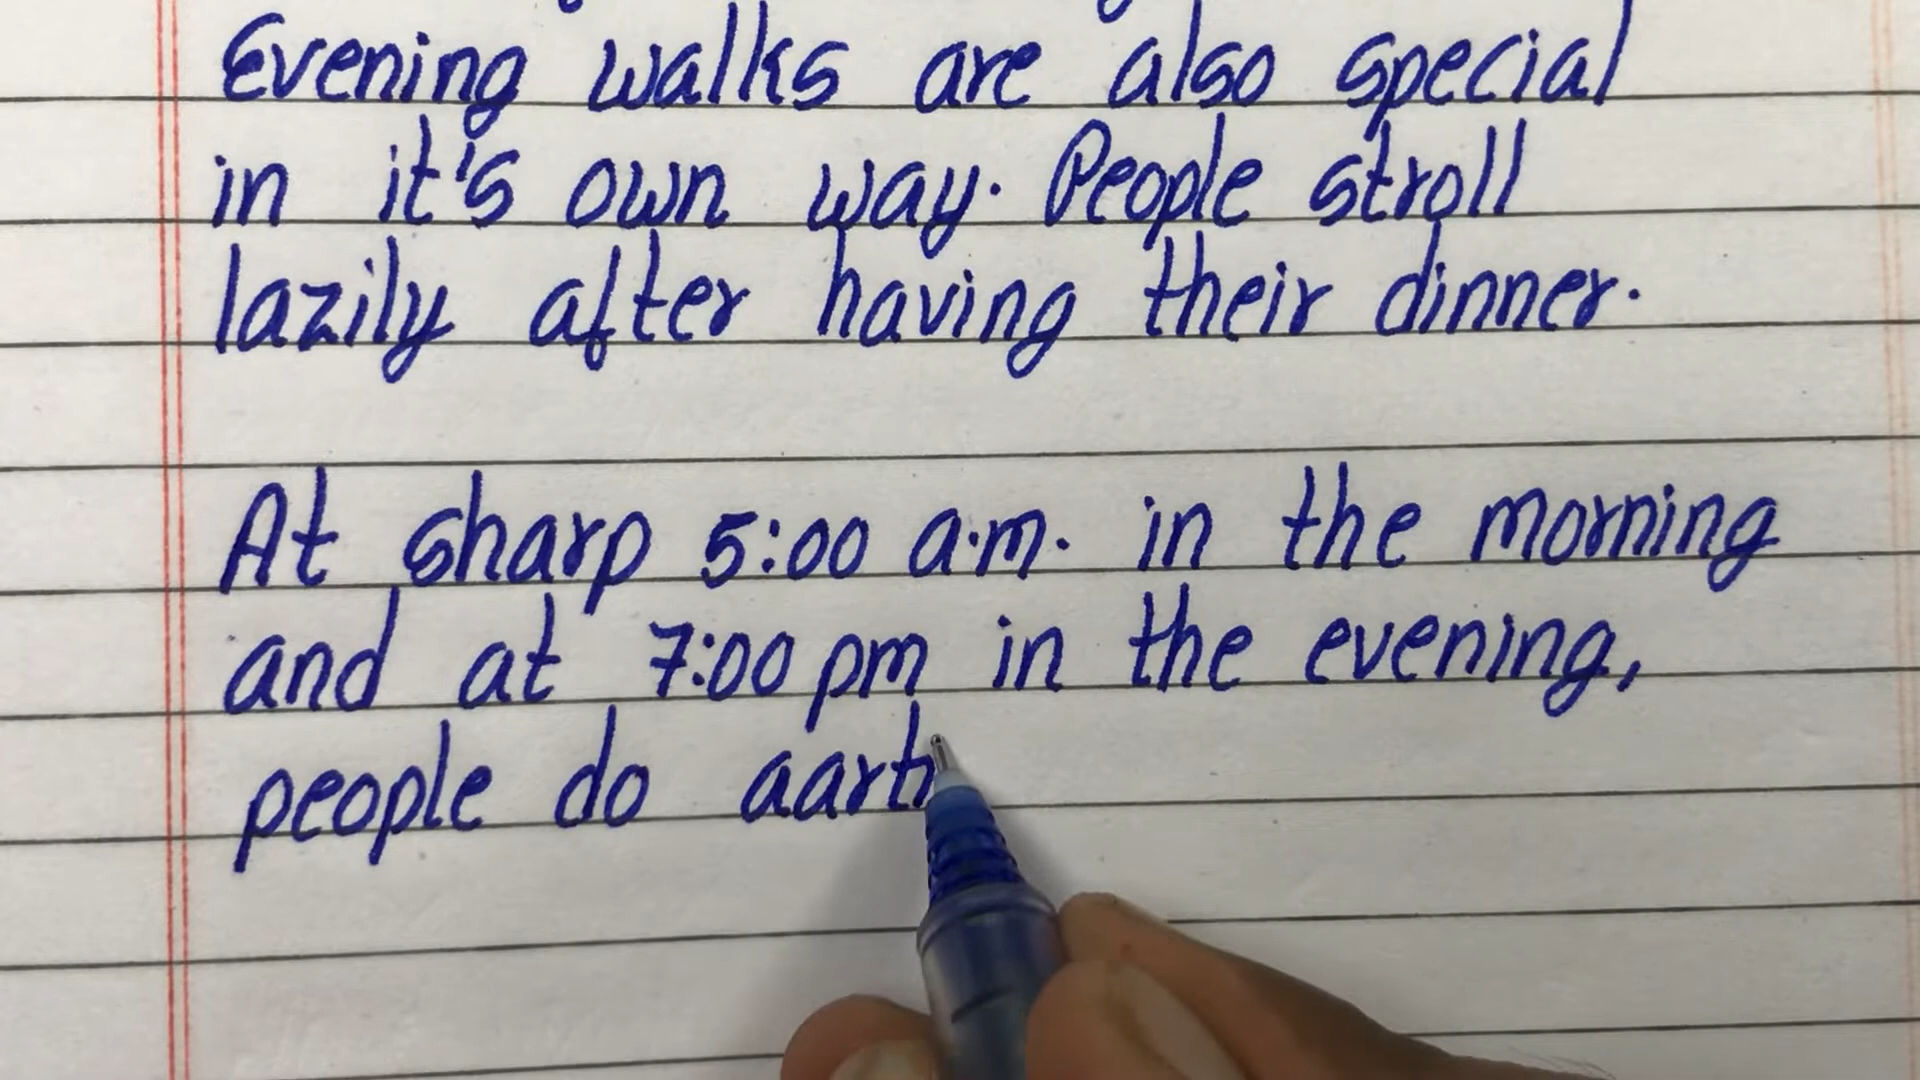 Evening walks are also special
in it's own way. People stroll
lazily after having their dinner.
At sharp 5:00 a.m. in the morning
and at 7:00 pm in the evening,
people do aarti